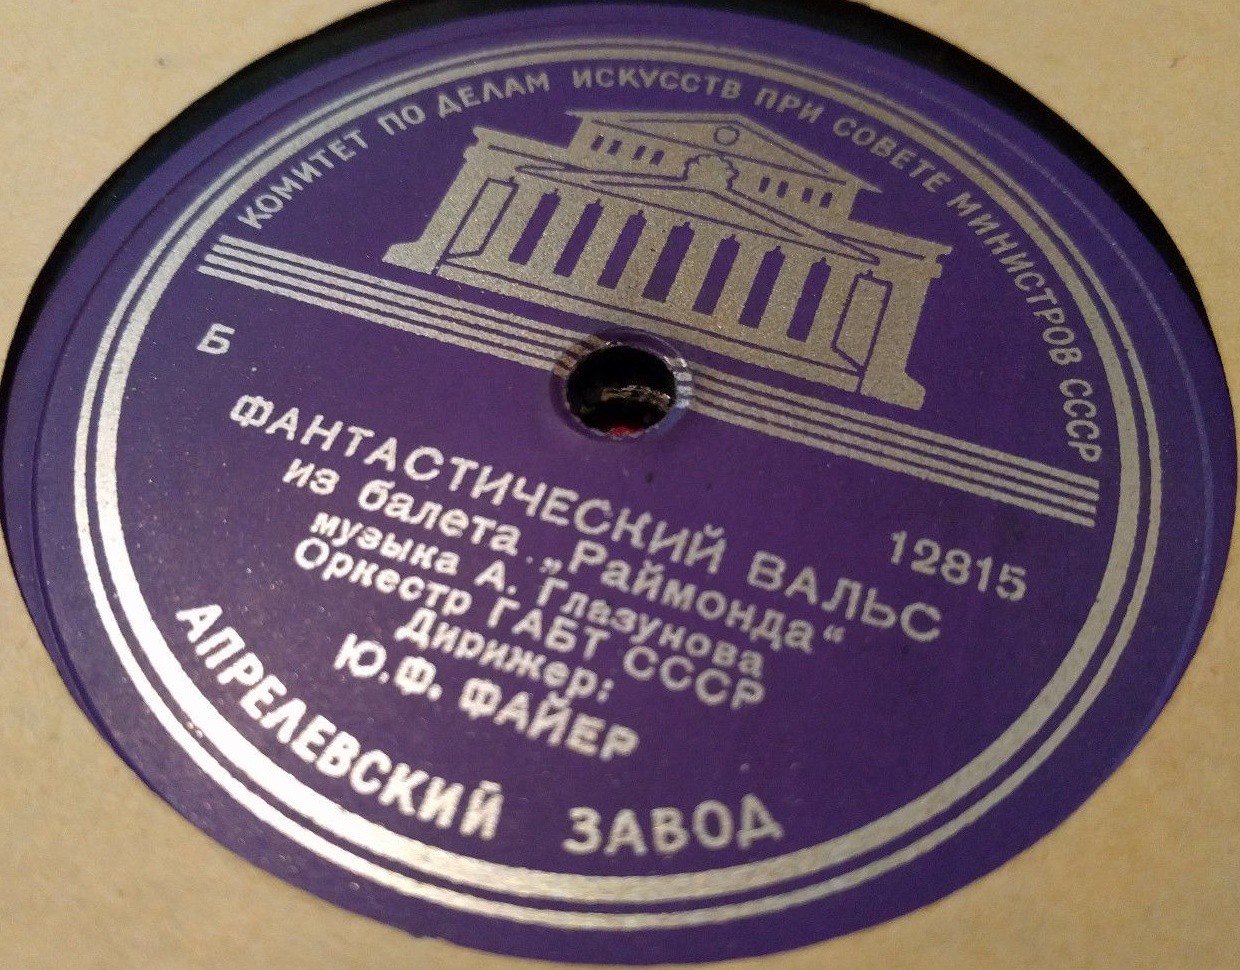 КОМИТЕТ ПО ДЕЛАМ ИСКУССТВ ПРИ СОВЕТЕ МИНИСТРОВ СССР
Б
12815
ФАНТАСТИЧЕСКИЙ ВАЛЬС
из балета „Раймонда“
музыка А. Глазунова
Оркестр ГАБТ СССР
Дирижер:
Ю.Ф. ФАЙЕР
АПРЕЛЕВСКИЙ ЗАВОД